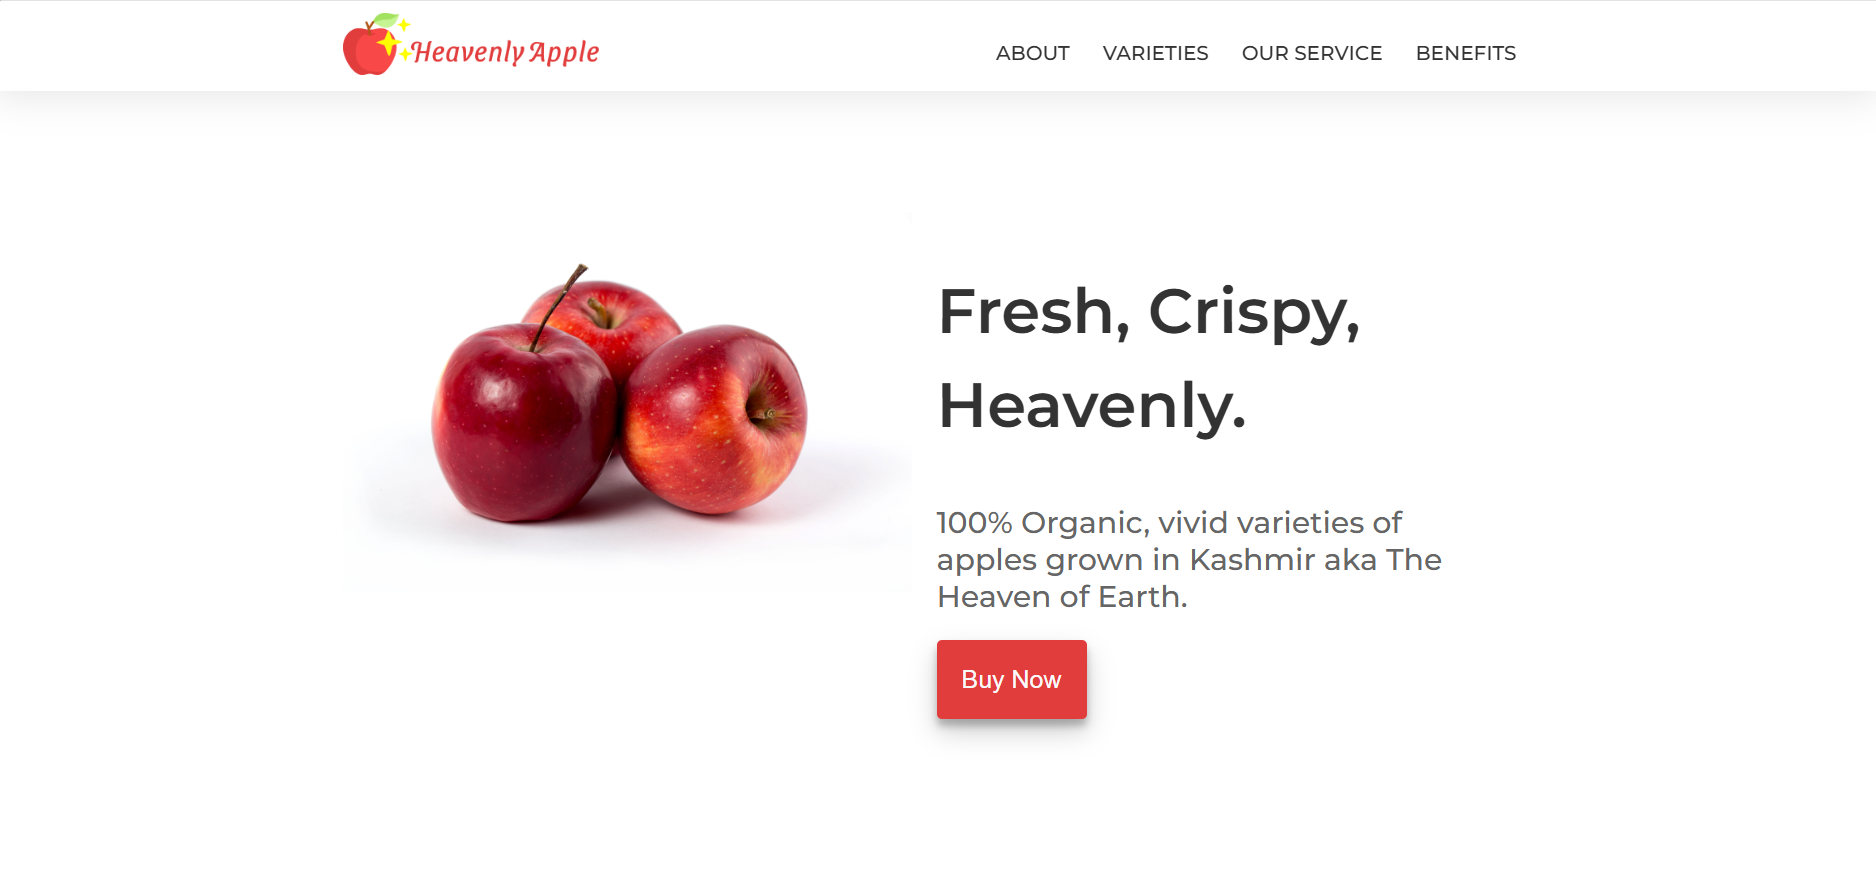 Heavenly Apple
ABOUT VARIETIES OUR SERVICE BENEFITS
Fresh, Crispy,
Heavenly.
100% Organic, vivid varieties of
apples grown in Kashmir aka The
Heaven of Earth.
Buy Now